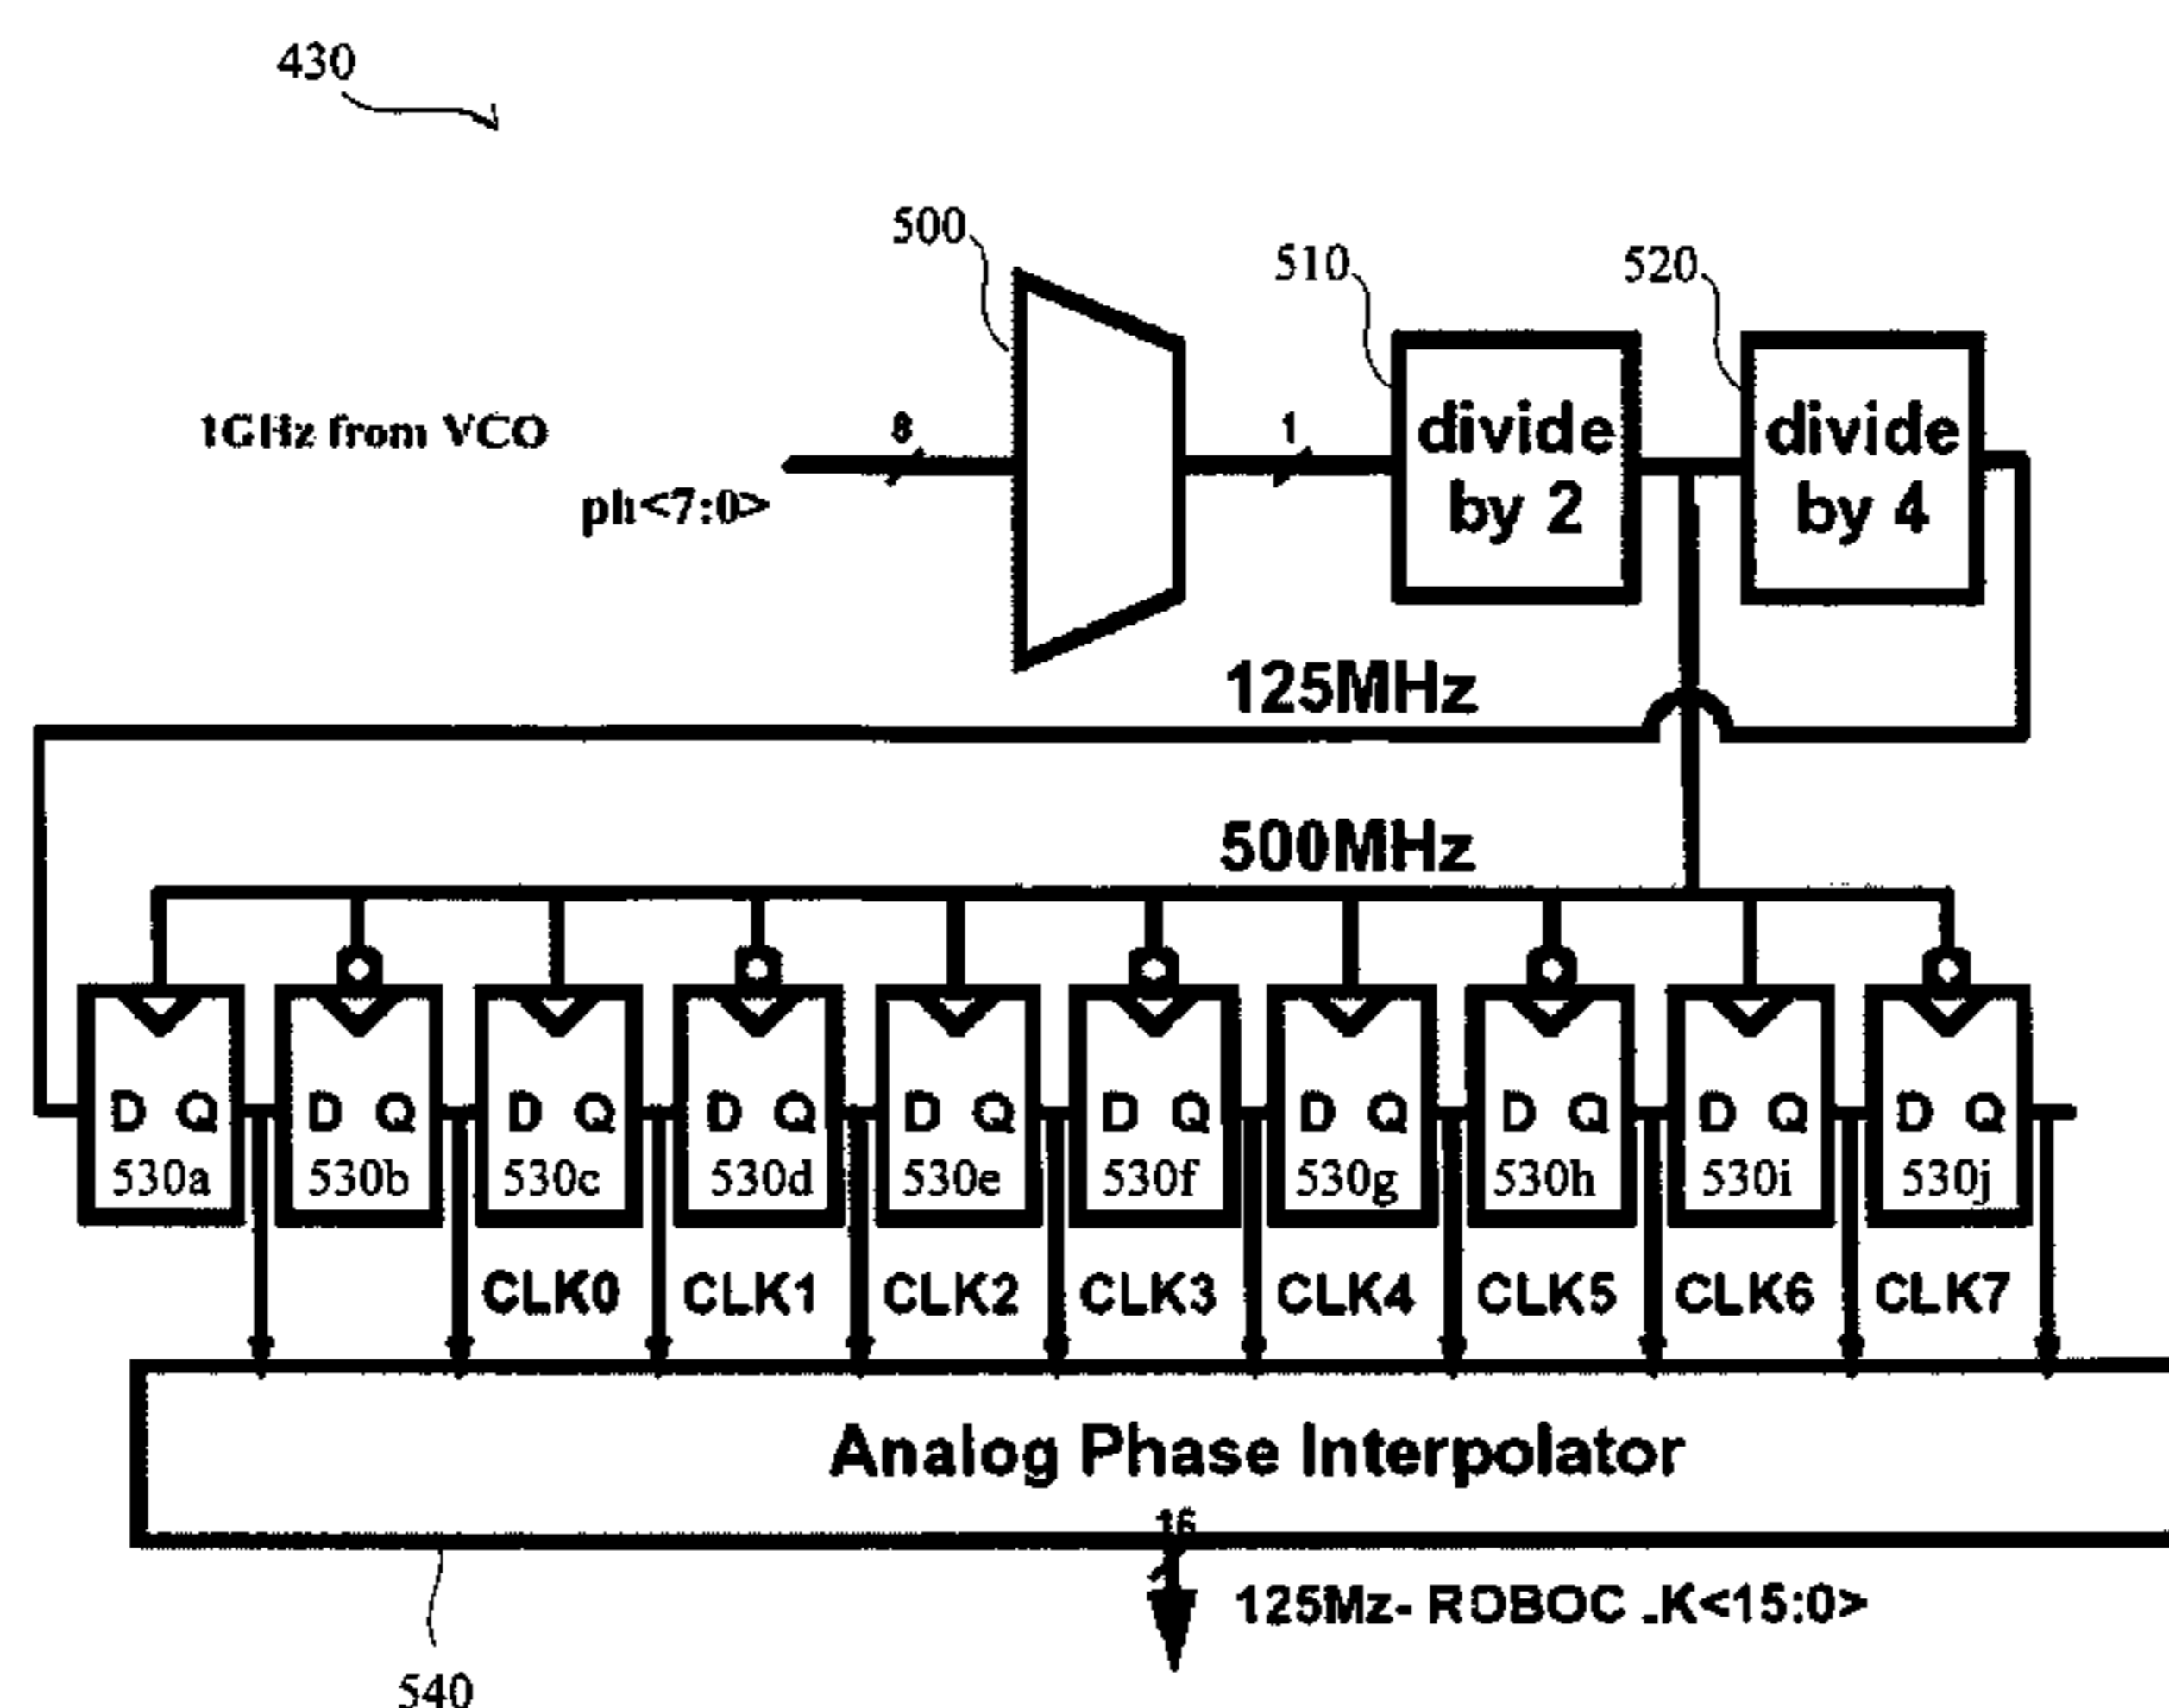 430
500
510
520
1GHz from VCO
8
1
ph<7:0>
divide by 2
divide by 4
125MHz
500MHz
D Q D Q D Q D Q D Q D Q D Q D Q D Q D Q
530a 530b 530c 530d 530e 530f 530g 530h 530i 530j
CLK0 CLK1 CLK2 CLK3 CLK4 CLK5 CLK6 CLK7
Analog Phase Interpolator
16
125Mz- ROBOC .K<15:0>
540